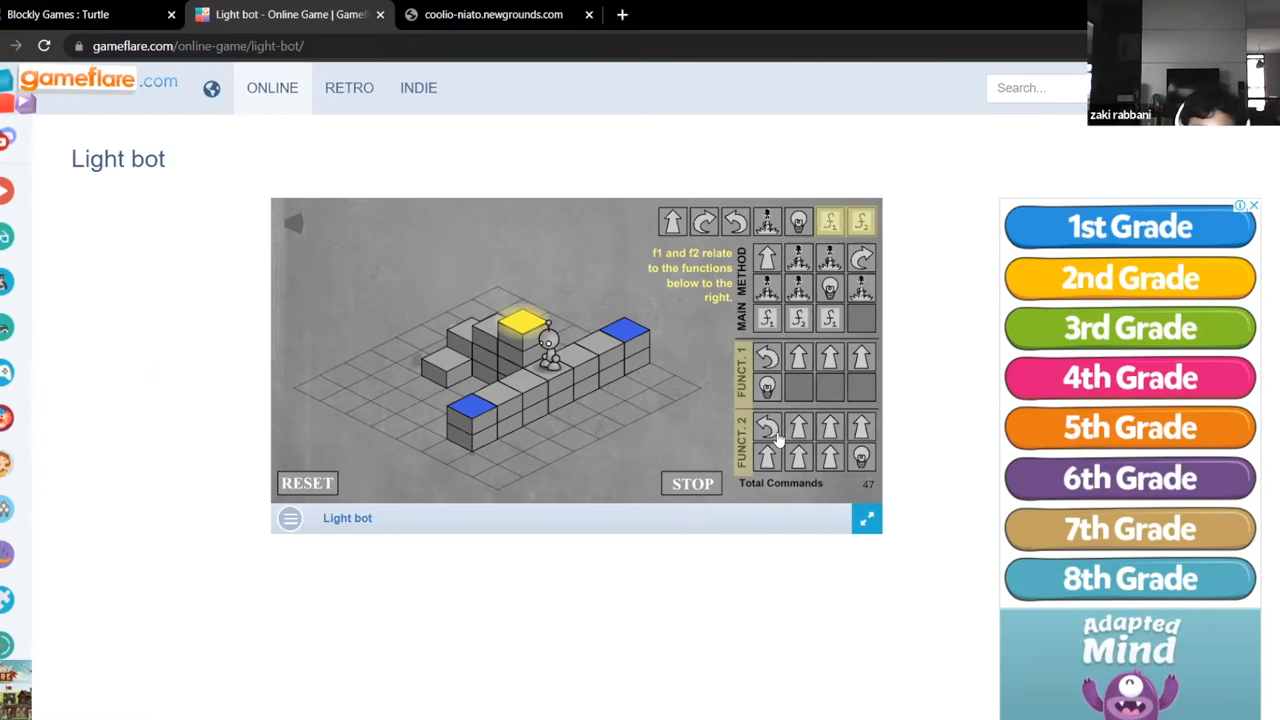 Blockly Games : Turtle
Light bot - Online Game | Gamef
coolio-niato.newgrounds.com
gameflare.com/online-game/light-bot/
zaki rabbani
gameflare.com
ONLINE
RETRO
INDIE
Search...
Light bot
f1 and f2 relate
to the functions
below to the
right.
MAIN METHOD
FUNCT. 1
FUNCT. 2
RESET
STOP
Total Commands 47
Light bot
1st Grade
2nd Grade
3rd Grade
4th Grade
5th Grade
6th Grade
7th Grade
8th Grade
Adapted
Mind